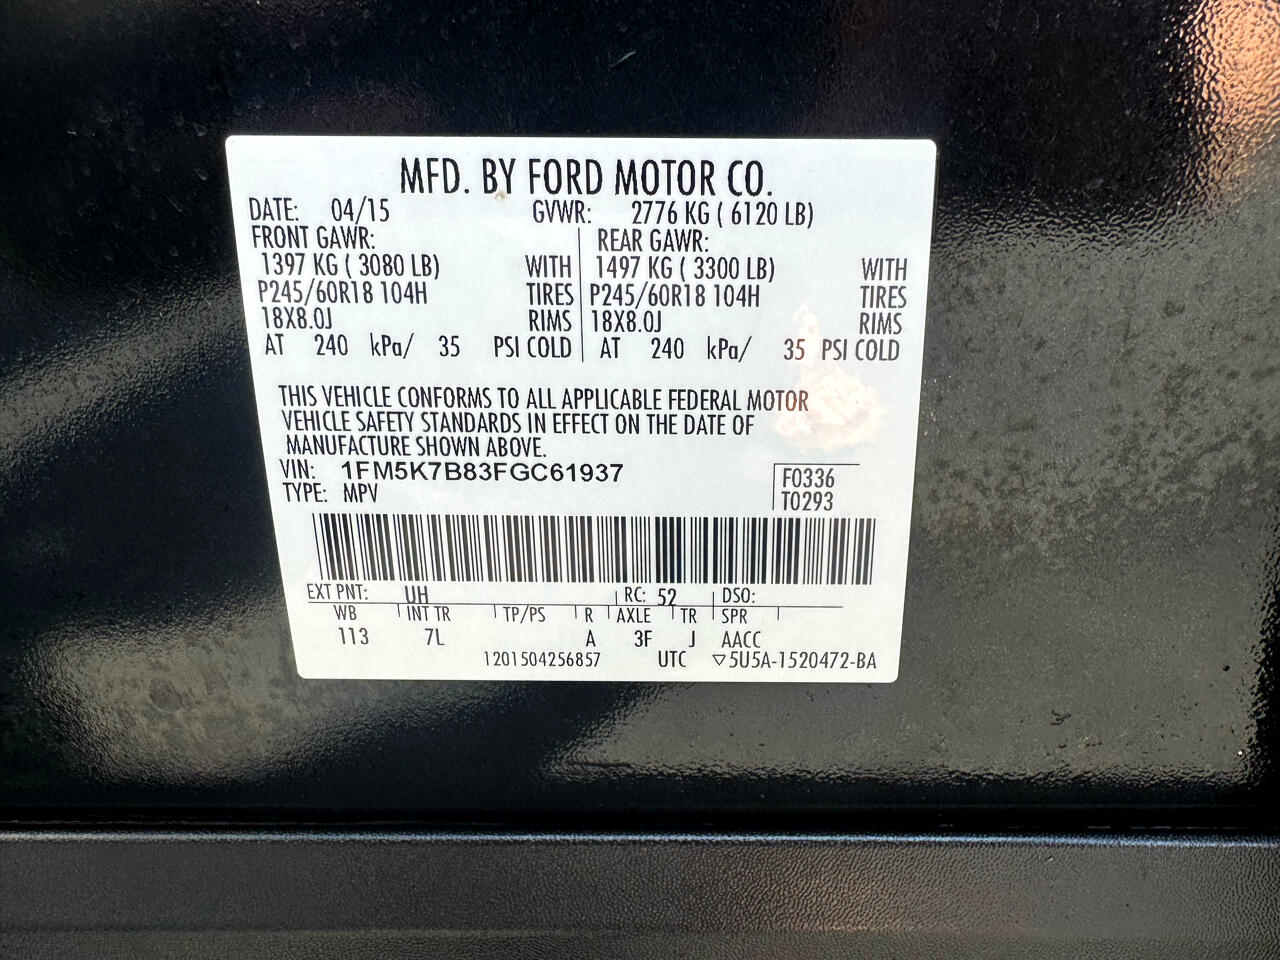 MFD. BY FORD MOTOR CO.
DATE: 04/15 GVWR: 2776 KG ( 6120 LB)
FRONT GAWR: REAR GAWR:
1397 KG ( 3080 LB) WITH 1497 KG ( 3300 LB) WITH
P245/60R18 104H TIRES P245/60R18 104H TIRES
18X8.0J RIMS 18X8.0J RIMS
AT 240 kPa/ 35 PSI COLD AT 240 kPa/ 35 PSI COLD
THIS VEHICLE CONFORMS TO ALL APPLICABLE FEDERAL MOTOR
VEHICLE SAFETY STANDARDS IN EFFECT ON THE DATE OF
MANUFACTURE SHOWN ABOVE.
VIN: 1FM5K7B83FGC61937 F0336
TYPE: MPV T0293
EXT PNT: UH RC: 52 DSO:
WB INT TR TP/PS R AXLE TR SPR
113 7L A 3F J AACC
1201504256857 UTC ▽5U5A-1520472-BA